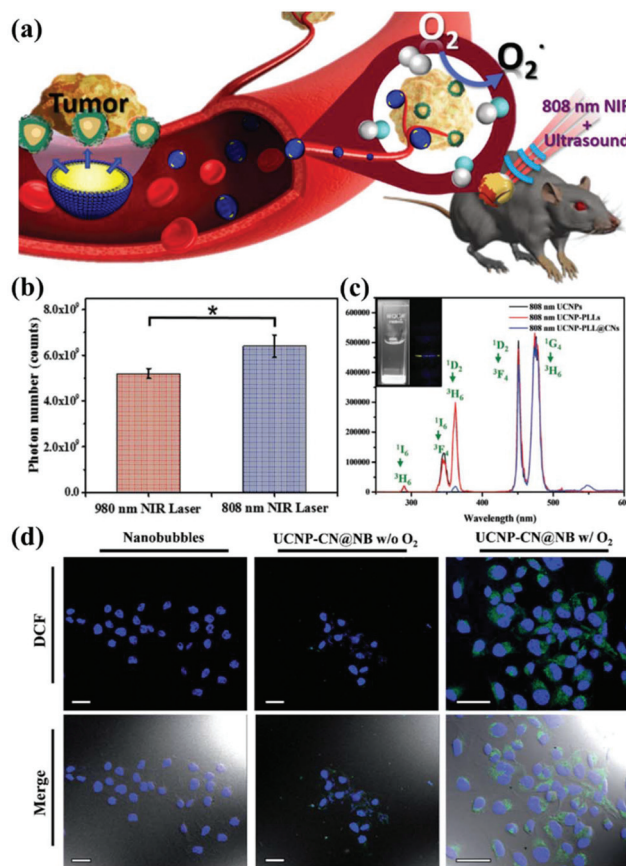 (a)
Tumor
O₂
O₂˙
808 nm NIR
+
Ultrasound
(b)
Photon number (counts)
8.0x10⁹
6.0x10⁹
4.0x10⁹
2.0x10⁹
0.0
*
980 nm NIR Laser
808 nm NIR Laser
(c)
808 nm UCNPs
808 nm UCNP-PLLs
808 nm UCNP-PLL@CNs
600000
500000
400000
300000
200000
100000
0
¹I₆
³H₆
¹I₆
³F₄
¹D₂
³H₆
¹D₂
³F₄
¹G₄
³H₆
300
400
500
600
Wavelength (nm)
(d)
Nanobubbles
UCNP-CN@NB w/o O₂
UCNP-CN@NB w/ O₂
DCF
Merge